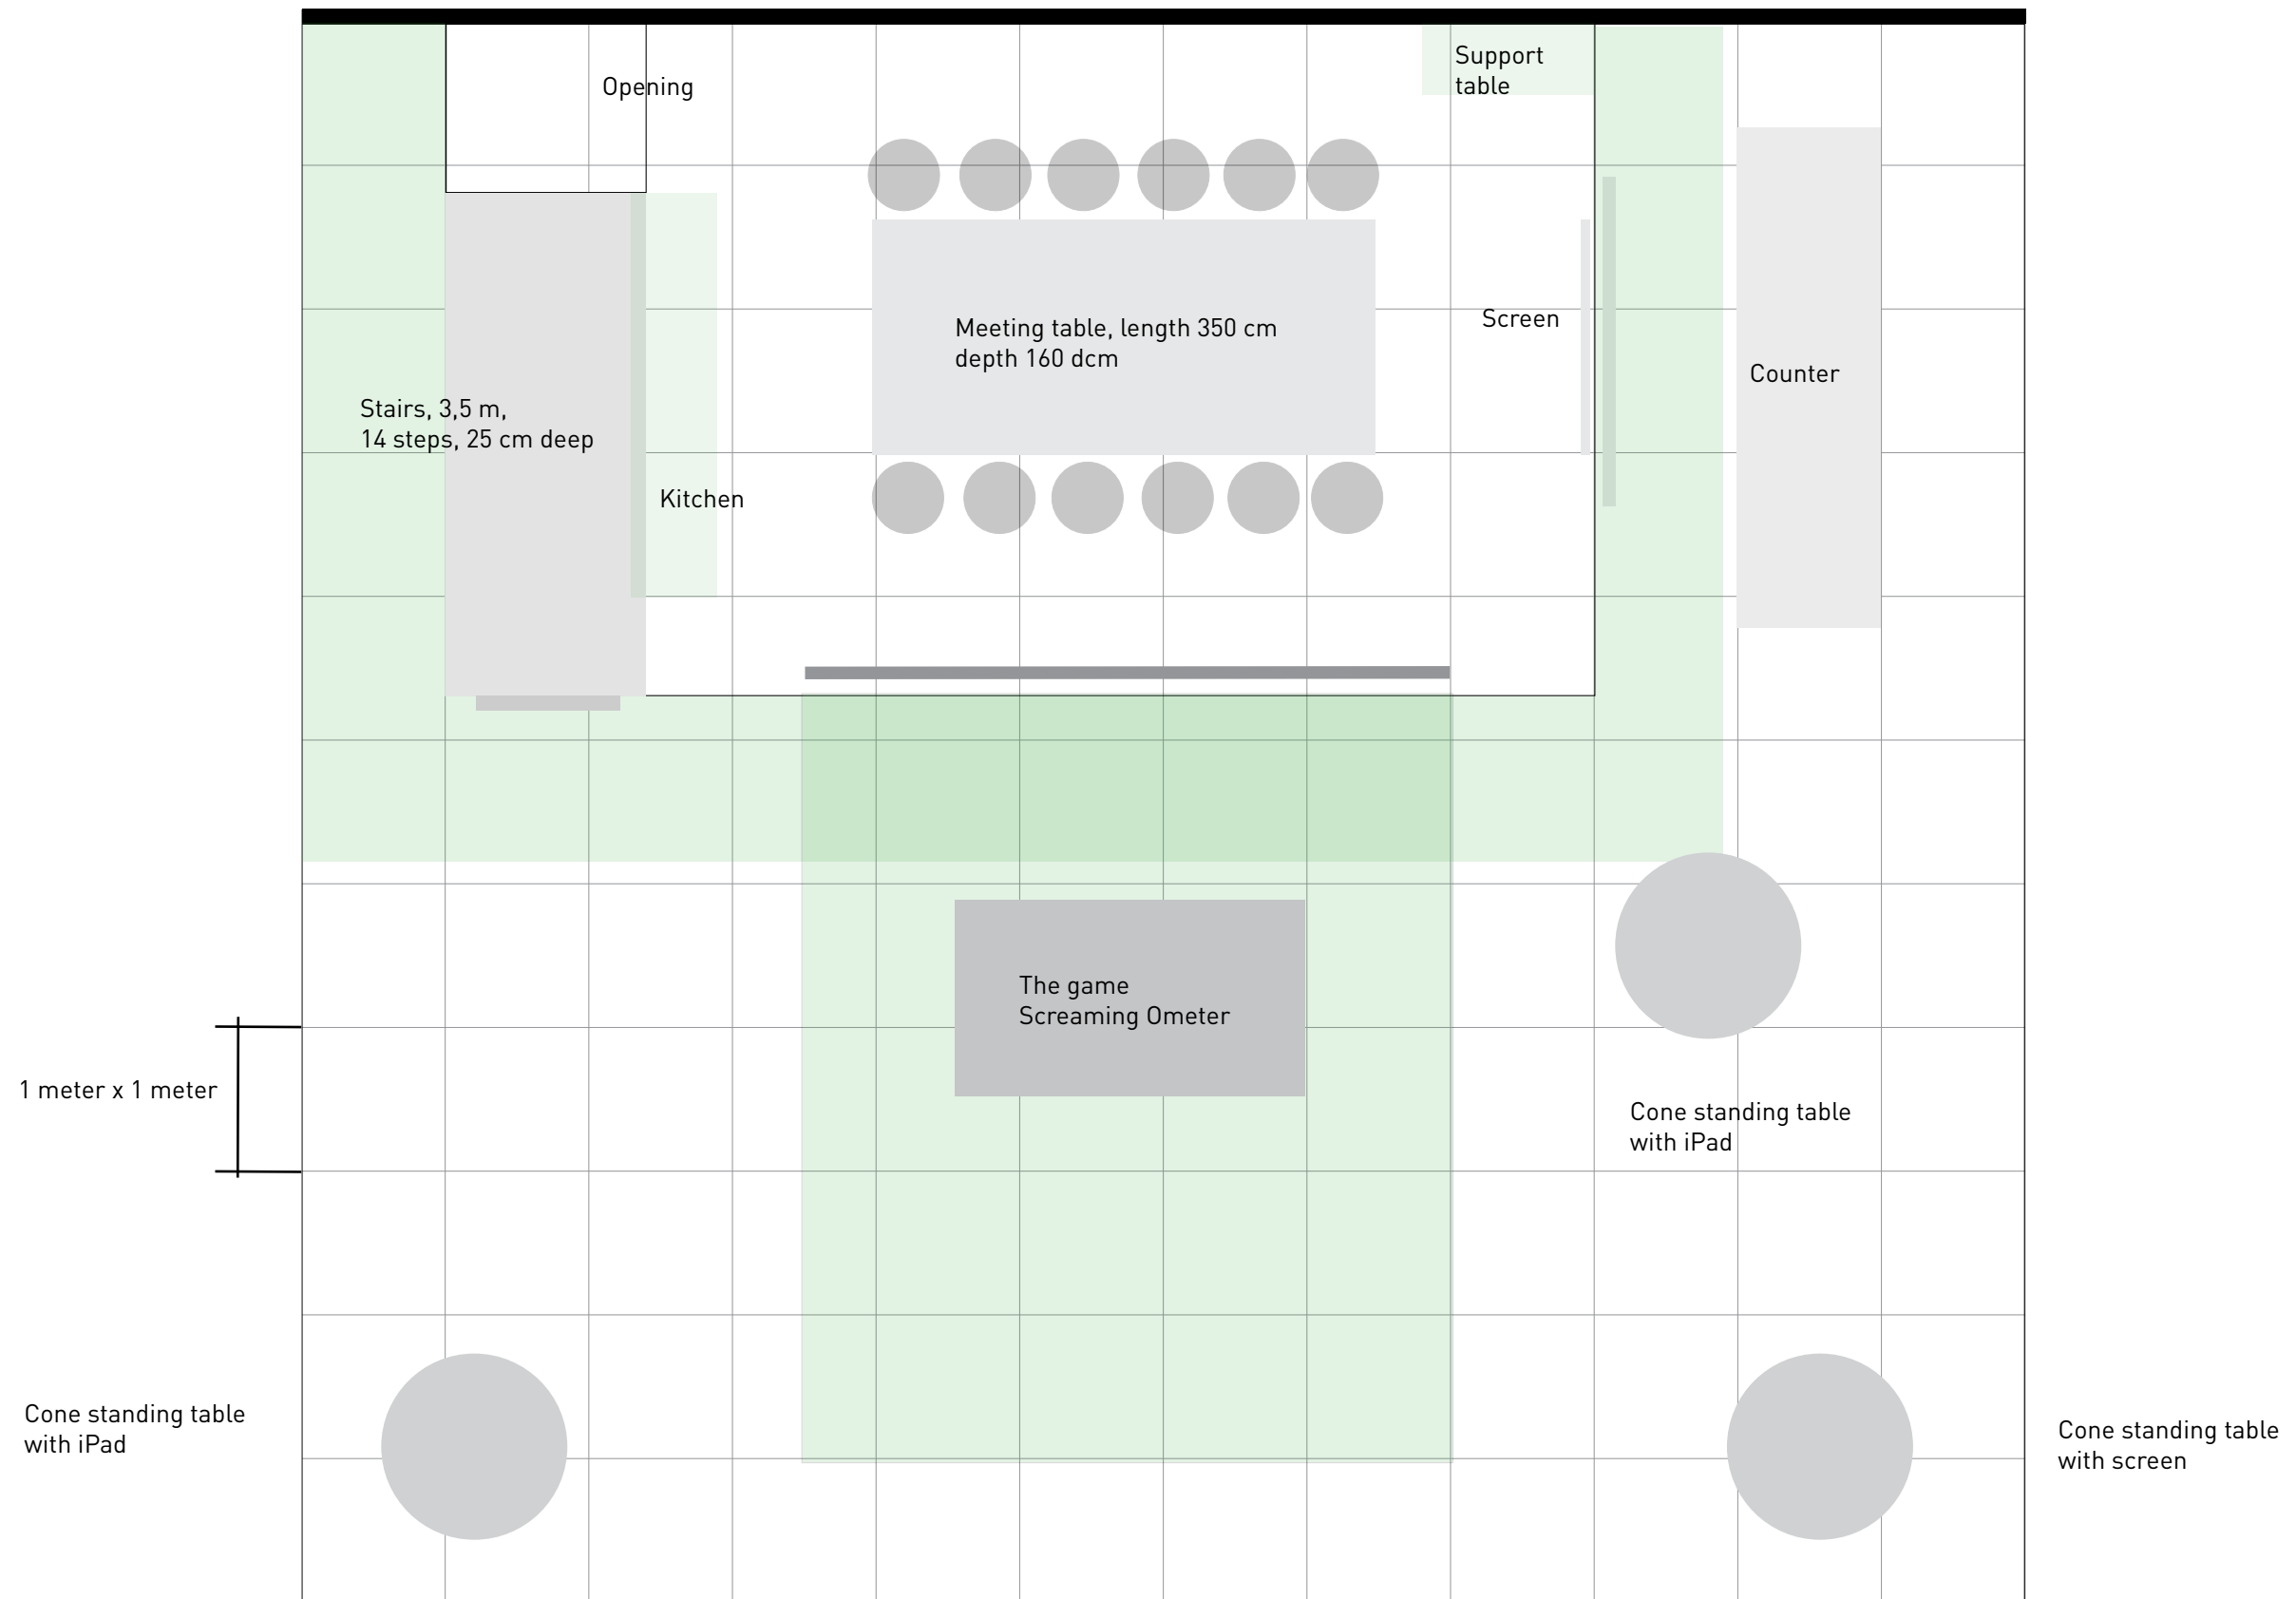 Opening
Support
table
Meeting table, length 350 cm
depth 160 dcm
Screen
Counter
Stairs, 3,5 m,
14 steps, 25 cm deep
Kitchen
The game
Screaming Ometer
1 meter x 1 meter
Cone standing table
with iPad
Cone standing table
with iPad
Cone standing table
with screen